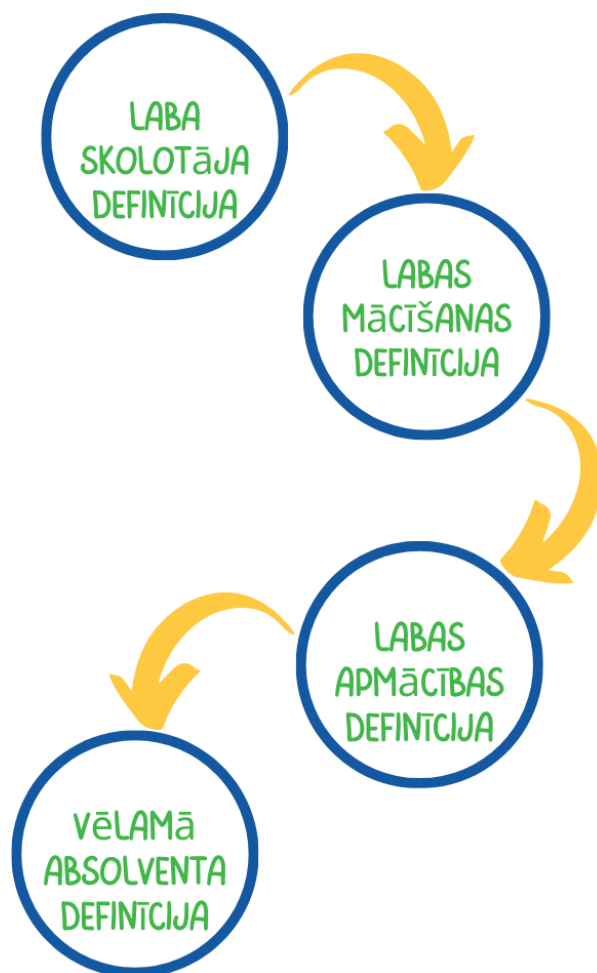 LABA
SKOLOTĀJA
DEFINĪCIJA
LABAS
MĀCĪŠANAS
DEFINĪCIJA
LABAS
APMĀCĪBAS
DEFINĪCIJA
VĒLAMĀ
ABSOLVENTA
DEFINĪCIJA